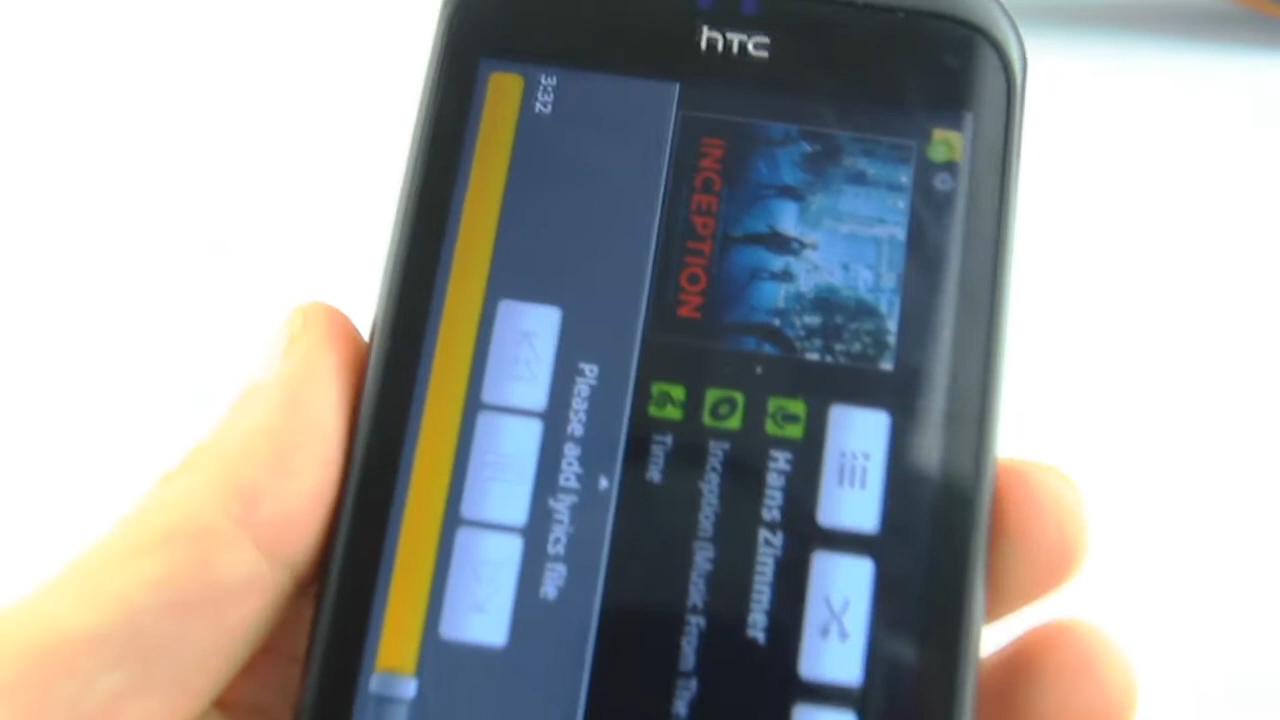 hTC
INCEPTION
Hans Zimmer
Inception (Music From The
Time
Please add lyrics file
3:32